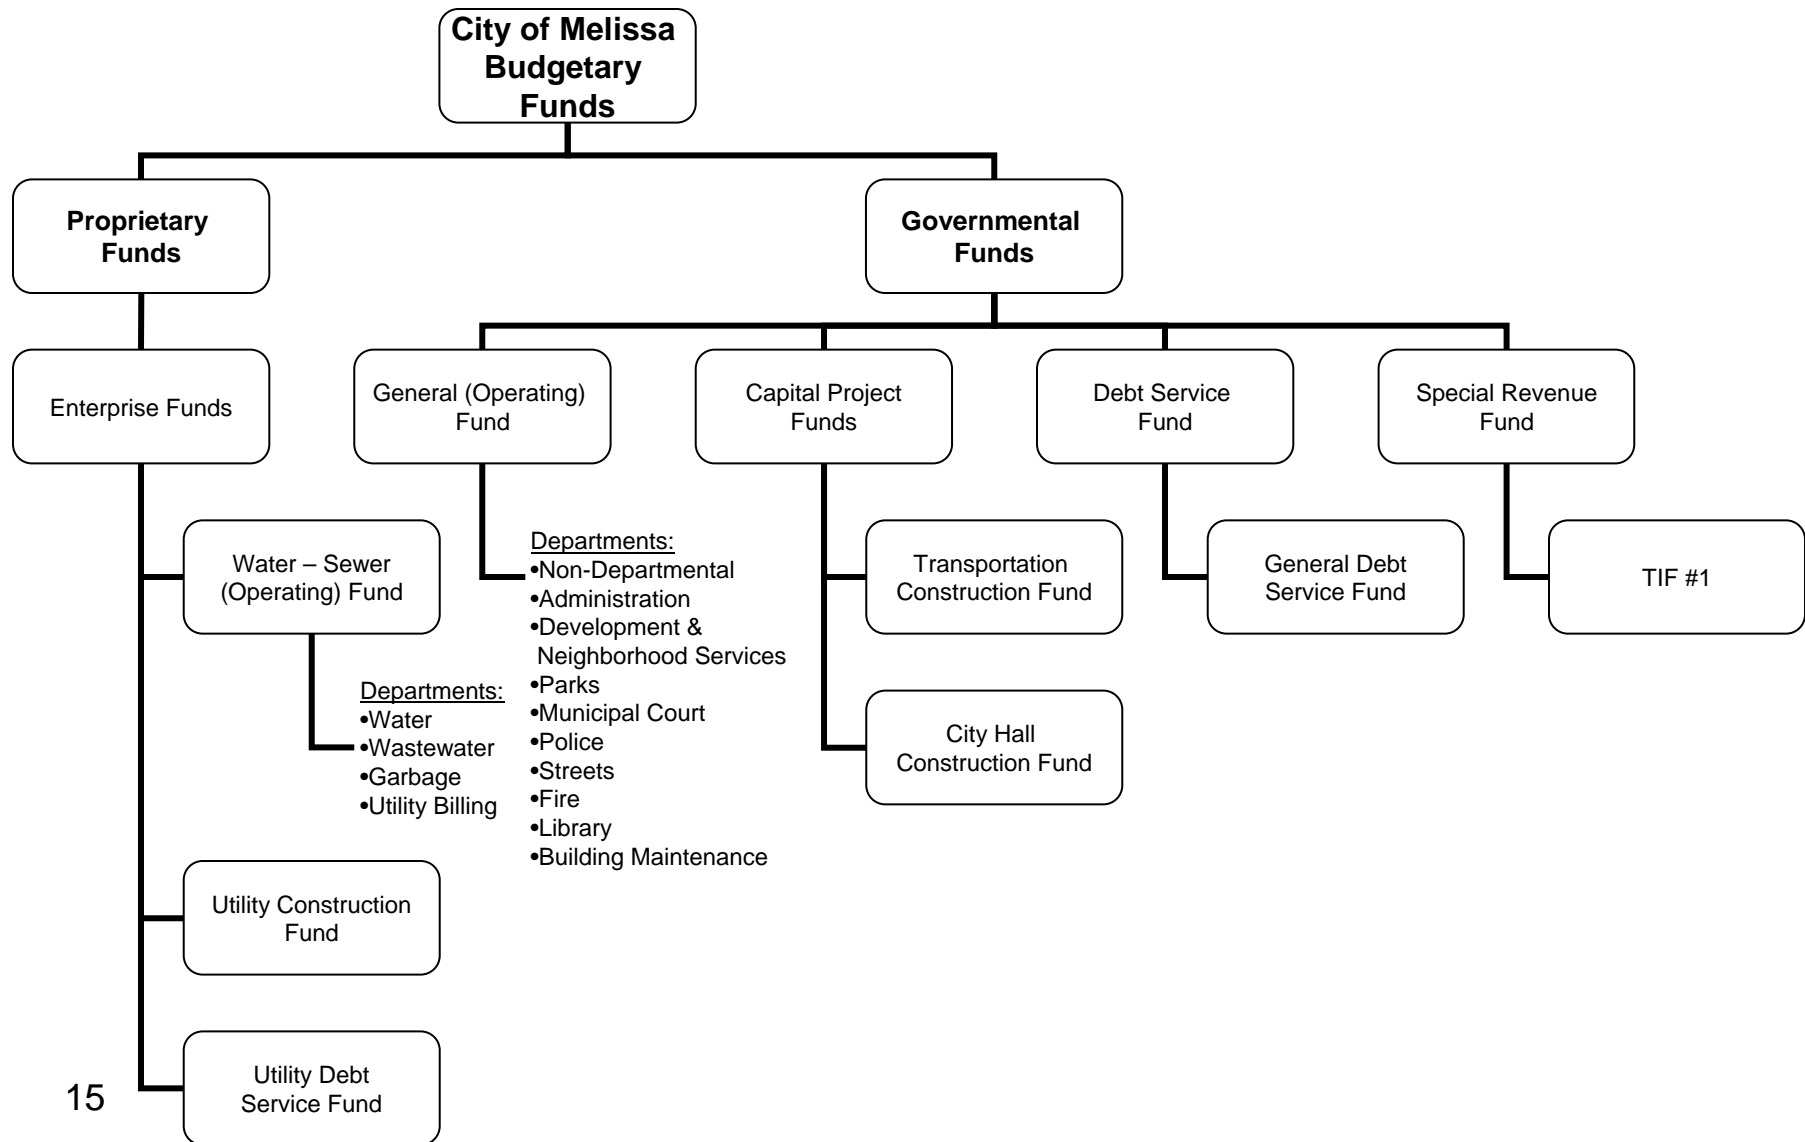 City of Melissa
Budgetary
Funds
Proprietary
Funds
Governmental
Funds
Enterprise Funds
General (Operating)
Fund
Capital Project
Funds
Debt Service
Fund
Special Revenue
Fund
Water – Sewer
(Operating) Fund
Departments:
•Water
•Wastewater
•Garbage
•Utility Billing
Departments:
•Non-Departmental
•Administration
•Development &
Neighborhood Services
•Parks
•Municipal Court
•Police
•Streets
•Fire
•Library
•Building Maintenance
Transportation
Construction Fund
General Debt
Service Fund
TIF #1
City Hall
Construction Fund
Utility Construction
Fund
Utility Debt
Service Fund
15